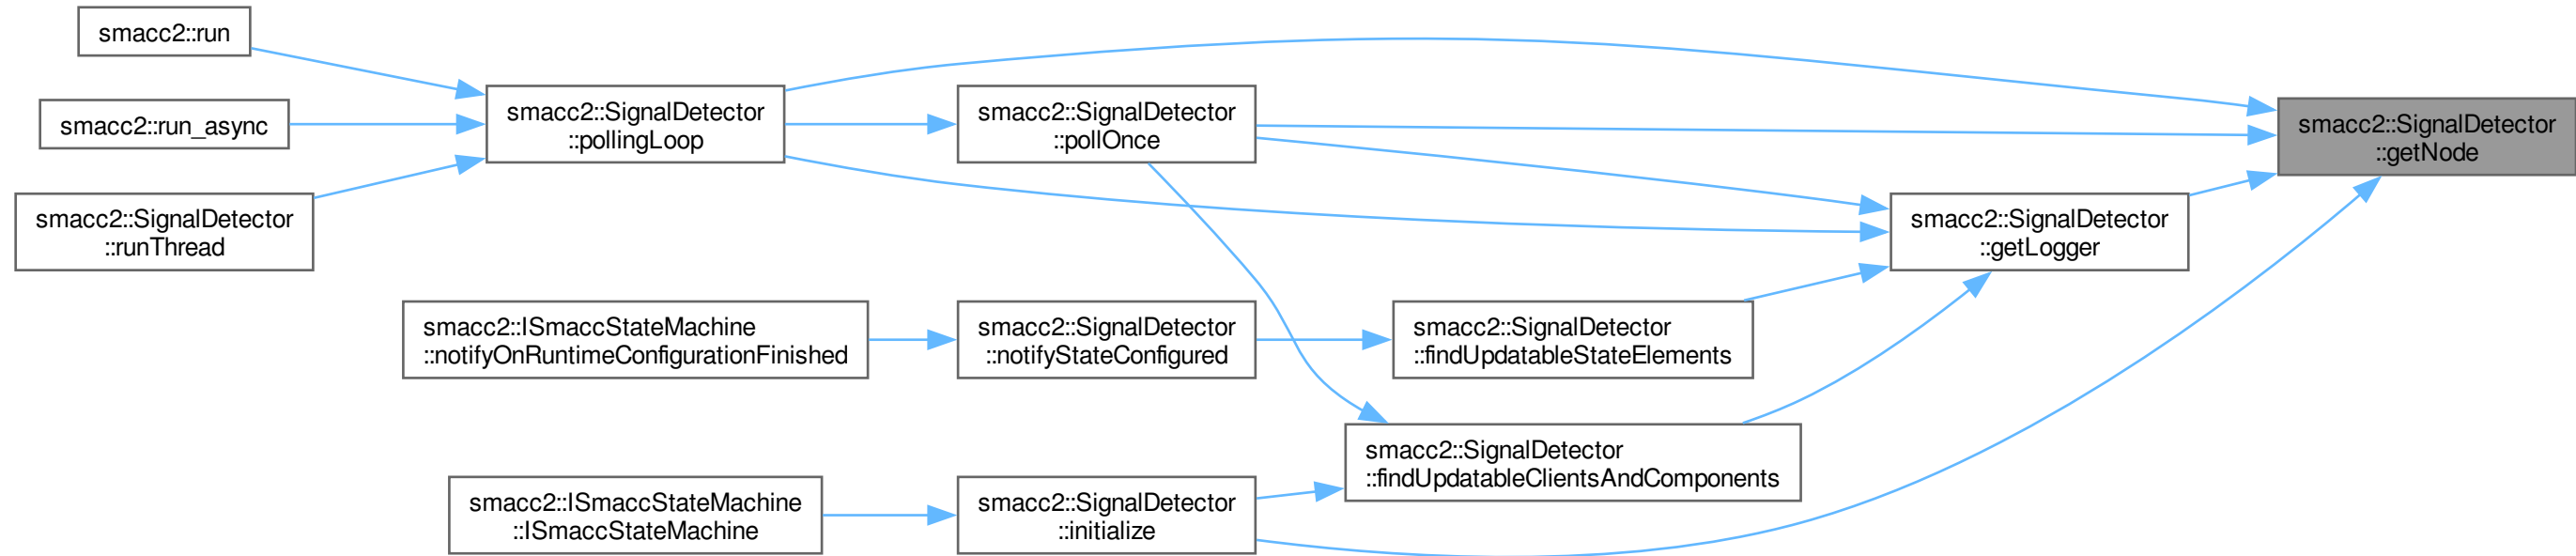 smacc2::run
smacc2::run_async
smacc2::SignalDetector
::runThread
smacc2::SignalDetector
::pollingLoop
smacc2::SignalDetector
::pollOnce
smacc2::SignalDetector
::getNode
smacc2::SignalDetector
::getLogger
smacc2::ISmaccStateMachine
::notifyOnRuntimeConfigurationFinished
smacc2::SignalDetector
::notifyStateConfigured
smacc2::SignalDetector
::findUpdatableStateElements
smacc2::SignalDetector
::findUpdatableClientsAndComponents
smacc2::ISmaccStateMachine
::ISmaccStateMachine
smacc2::SignalDetector
::initialize